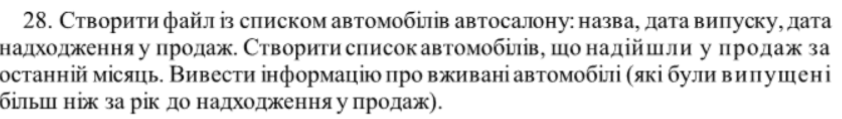 28. Створити файл із списком автомобілів автосалону: назва, дата випуску, дата
надходження у продаж. Створити список автомобілів, що надійшли у продаж за
останній місяць. Вивести інформацію про вживані автомобілі (які були випущені
більш ніж за рік до надходження у продаж).